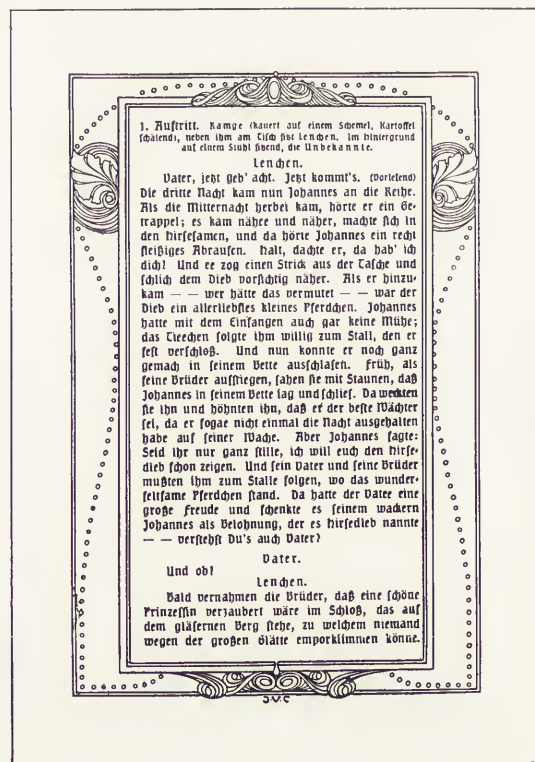 1. Auftritt. Kamge (kauert auf einem Schemel, Kartoffel
schälend), neben ihm am Tisch sitzt Lenchen. Im Hintergrund
auf einem Stuhl sitzend, die Unbekannte.
Lenchen.
Vater, jetzt geb' acht. Jetzt kommt's. (Vorlesend)
Die dritte Nacht kam nun Johannes an die Reihe.
Als die Mitternacht herbei kam, hörte er ein Ge-
trappel; es kam nähee und näher, machte sich in
den Hirsesamen, und da hörte Johannes ein recht
fleißiges Abraufen. Halt, dachte er, da hab' ich
dich! Und ee zog einen Strick aus der Tasche und
schlich dem Dieb vorsichtig näher. Als er hinzu-
kam — — wer hätte das vermutet — — war der
Dieb ein allerliebstes kleines Pferdchen. Johannes
hatte mit dem Einfangen auch gar keine Mühe;
das Tieechen folgte ihm willig zum Stall, den er
fest verschloß. Und nun konnte er noch ganz
gemach in seinem Bette ausschlafen. Früh, als
seine Brüder aufstiegen, sahen sie mit Staunen, daß
Johannes in seinem Bette lag und schlief. Da weckten
sie ihn und höhnten ihn, daß er der beste Wächter
sei, da er sogae nicht einmal die Nacht ausgehalten
habe auf seiner Wache. Aber Johannes sagte:
Seid ihr nur ganz stille, ich will euch den Hirse-
dieb schon zeigen. Und sein Vater und seine Brüder
mußten ihm zum Stalle folgen, wo das wunder-
seltsame Pferdchen stand. Da hatte der Vatee eine
große Freude und schenkte es seinem wackern
Johannes als Belohnung, der es Hirsedieb nannte
— — verstehst Du's auch Vater?
Vater.
Und ob!
Lenchen.
Bald vernahmen die Brüder, daß eine schöne
Prinzessin verzaubert wäre im Schloß, das auf
dem gläsernen Berg stehe, zu welchem niemand
wegen der großen Glätte emporklimmen könne.
J.V.C